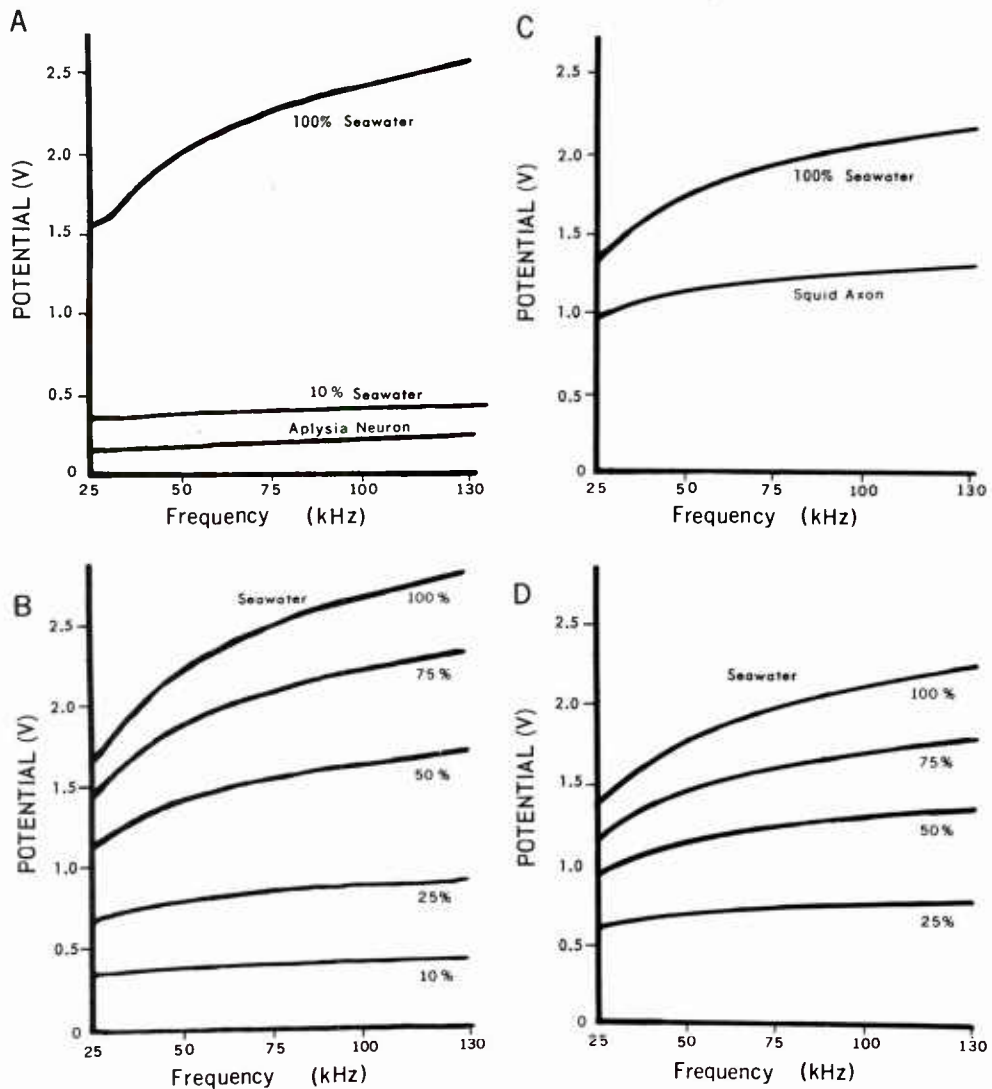 A
POTENTIAL (V)
2.5
2.0
1.5
1.0
0.5
0
100% Seawater
10% Seawater
Aplysia Neuron
25 50 75 100 130
Frequency (kHz)
C
POTENTIAL (V)
2.5
2.0
1.5
1.0
0.5
0
100% Seawater
Squid Axon
25 50 75 100 130
Frequency (kHz)
B
POTENTIAL (V)
2.5
2.0
1.5
1.0
0.5
0
Seawater
100%
75%
50%
25%
10%
25 50 75 100 130
Frequency (kHz)
D
POTENTIAL (V)
2.5
2.0
1.5
1.0
0.5
0
Seawater
100%
75%
50%
25%
25 50 75 100 130
Frequency (kHz)